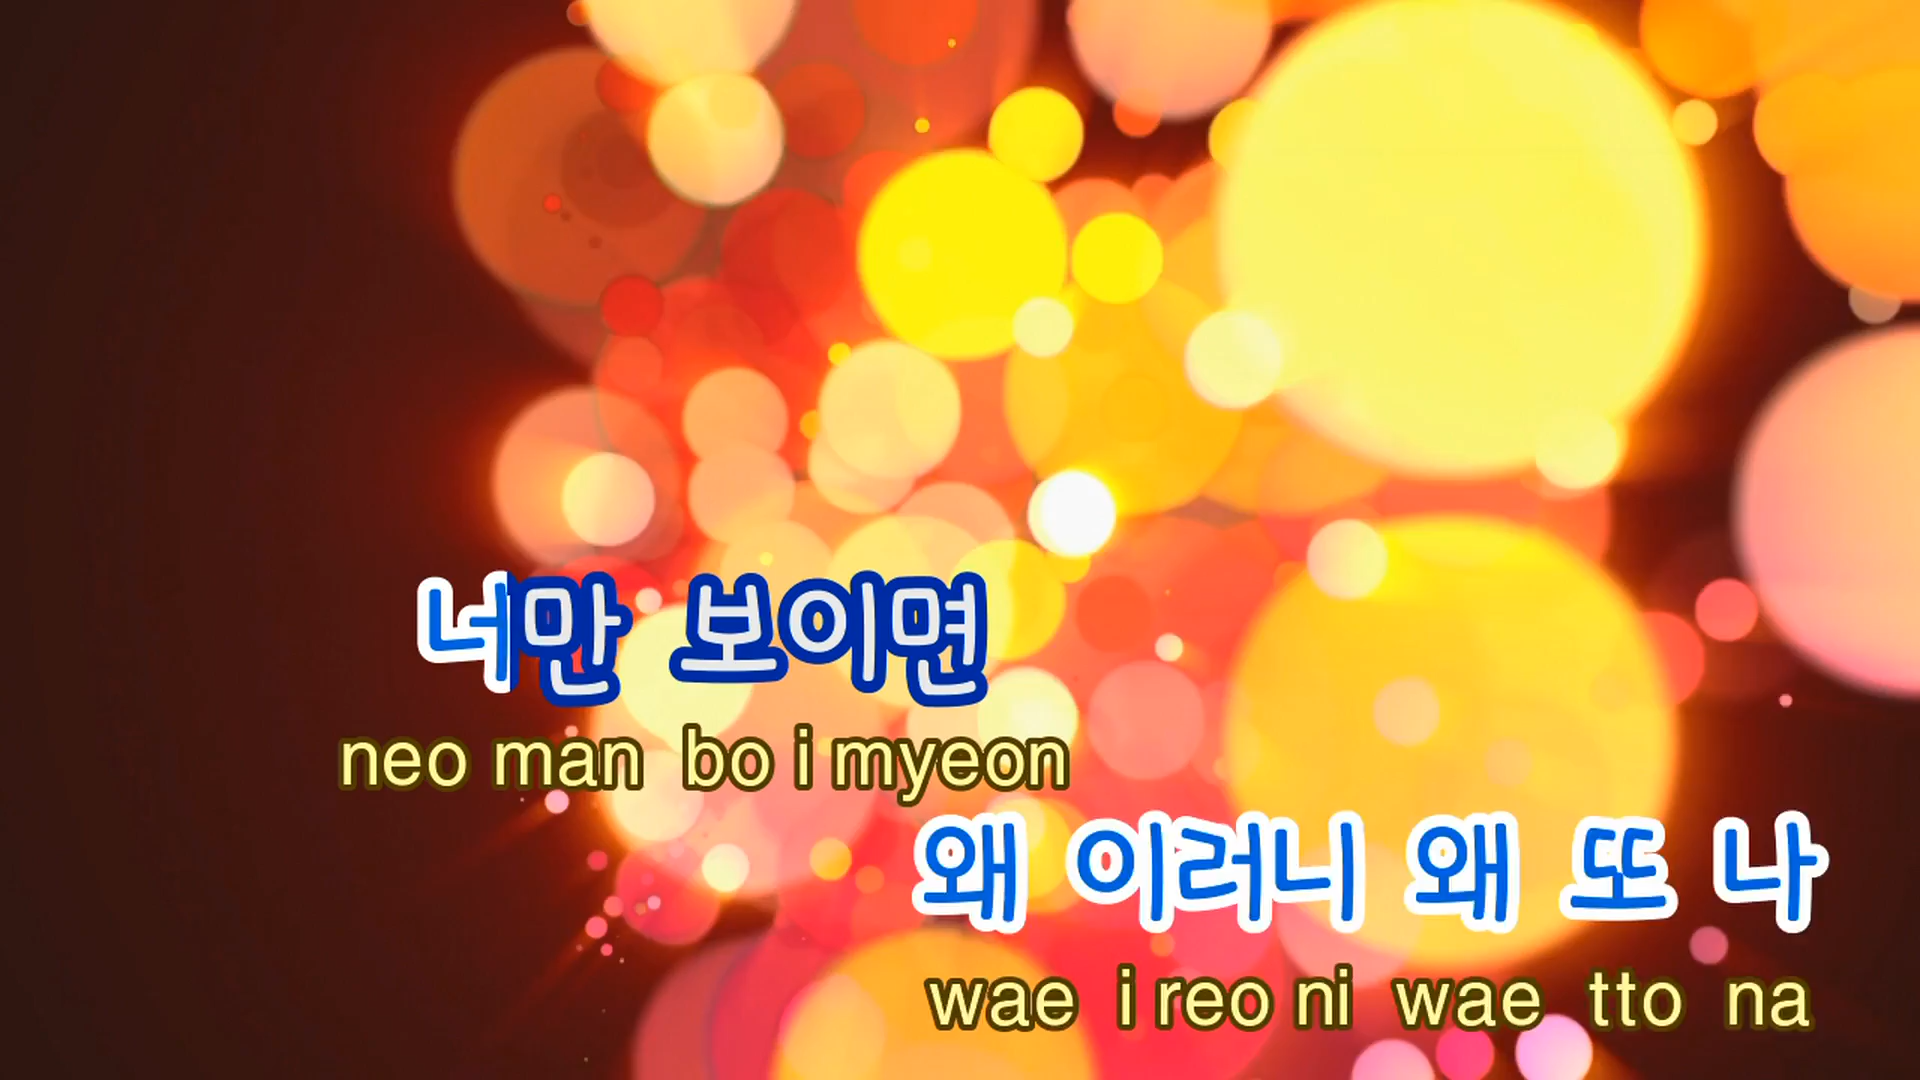 너만 보이면
neo man bo i myeon
왜 이러니 왜 또 나
wae i reo ni wae tto na